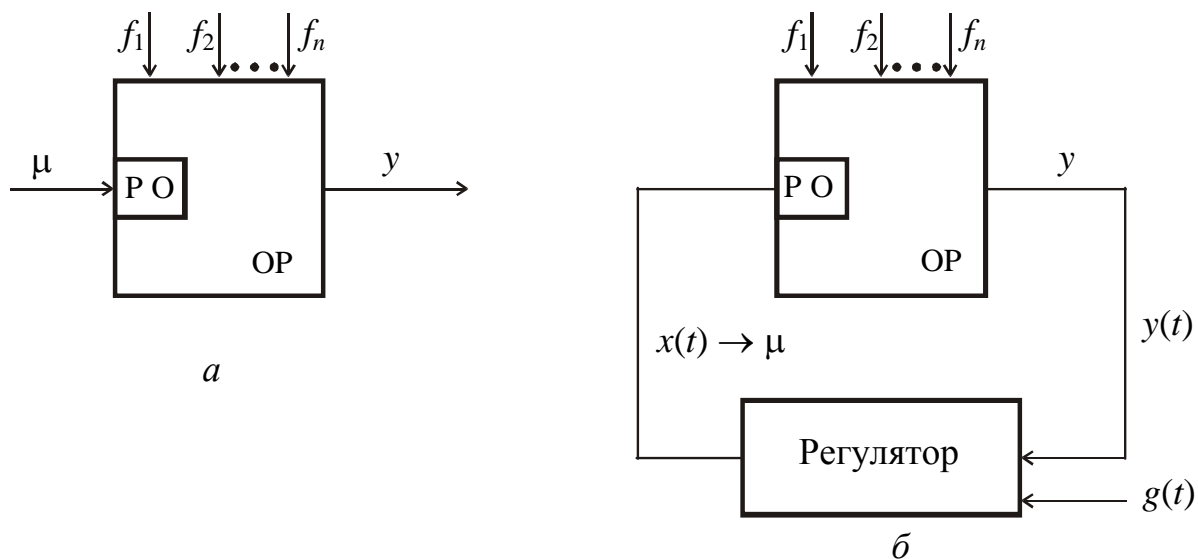 f1 f2 fn
μ
Р О
y
ОР
а
f1 f2 fn
Р О
y
ОР
x(t) → μ
y(t)
Регулятор
g(t)
б